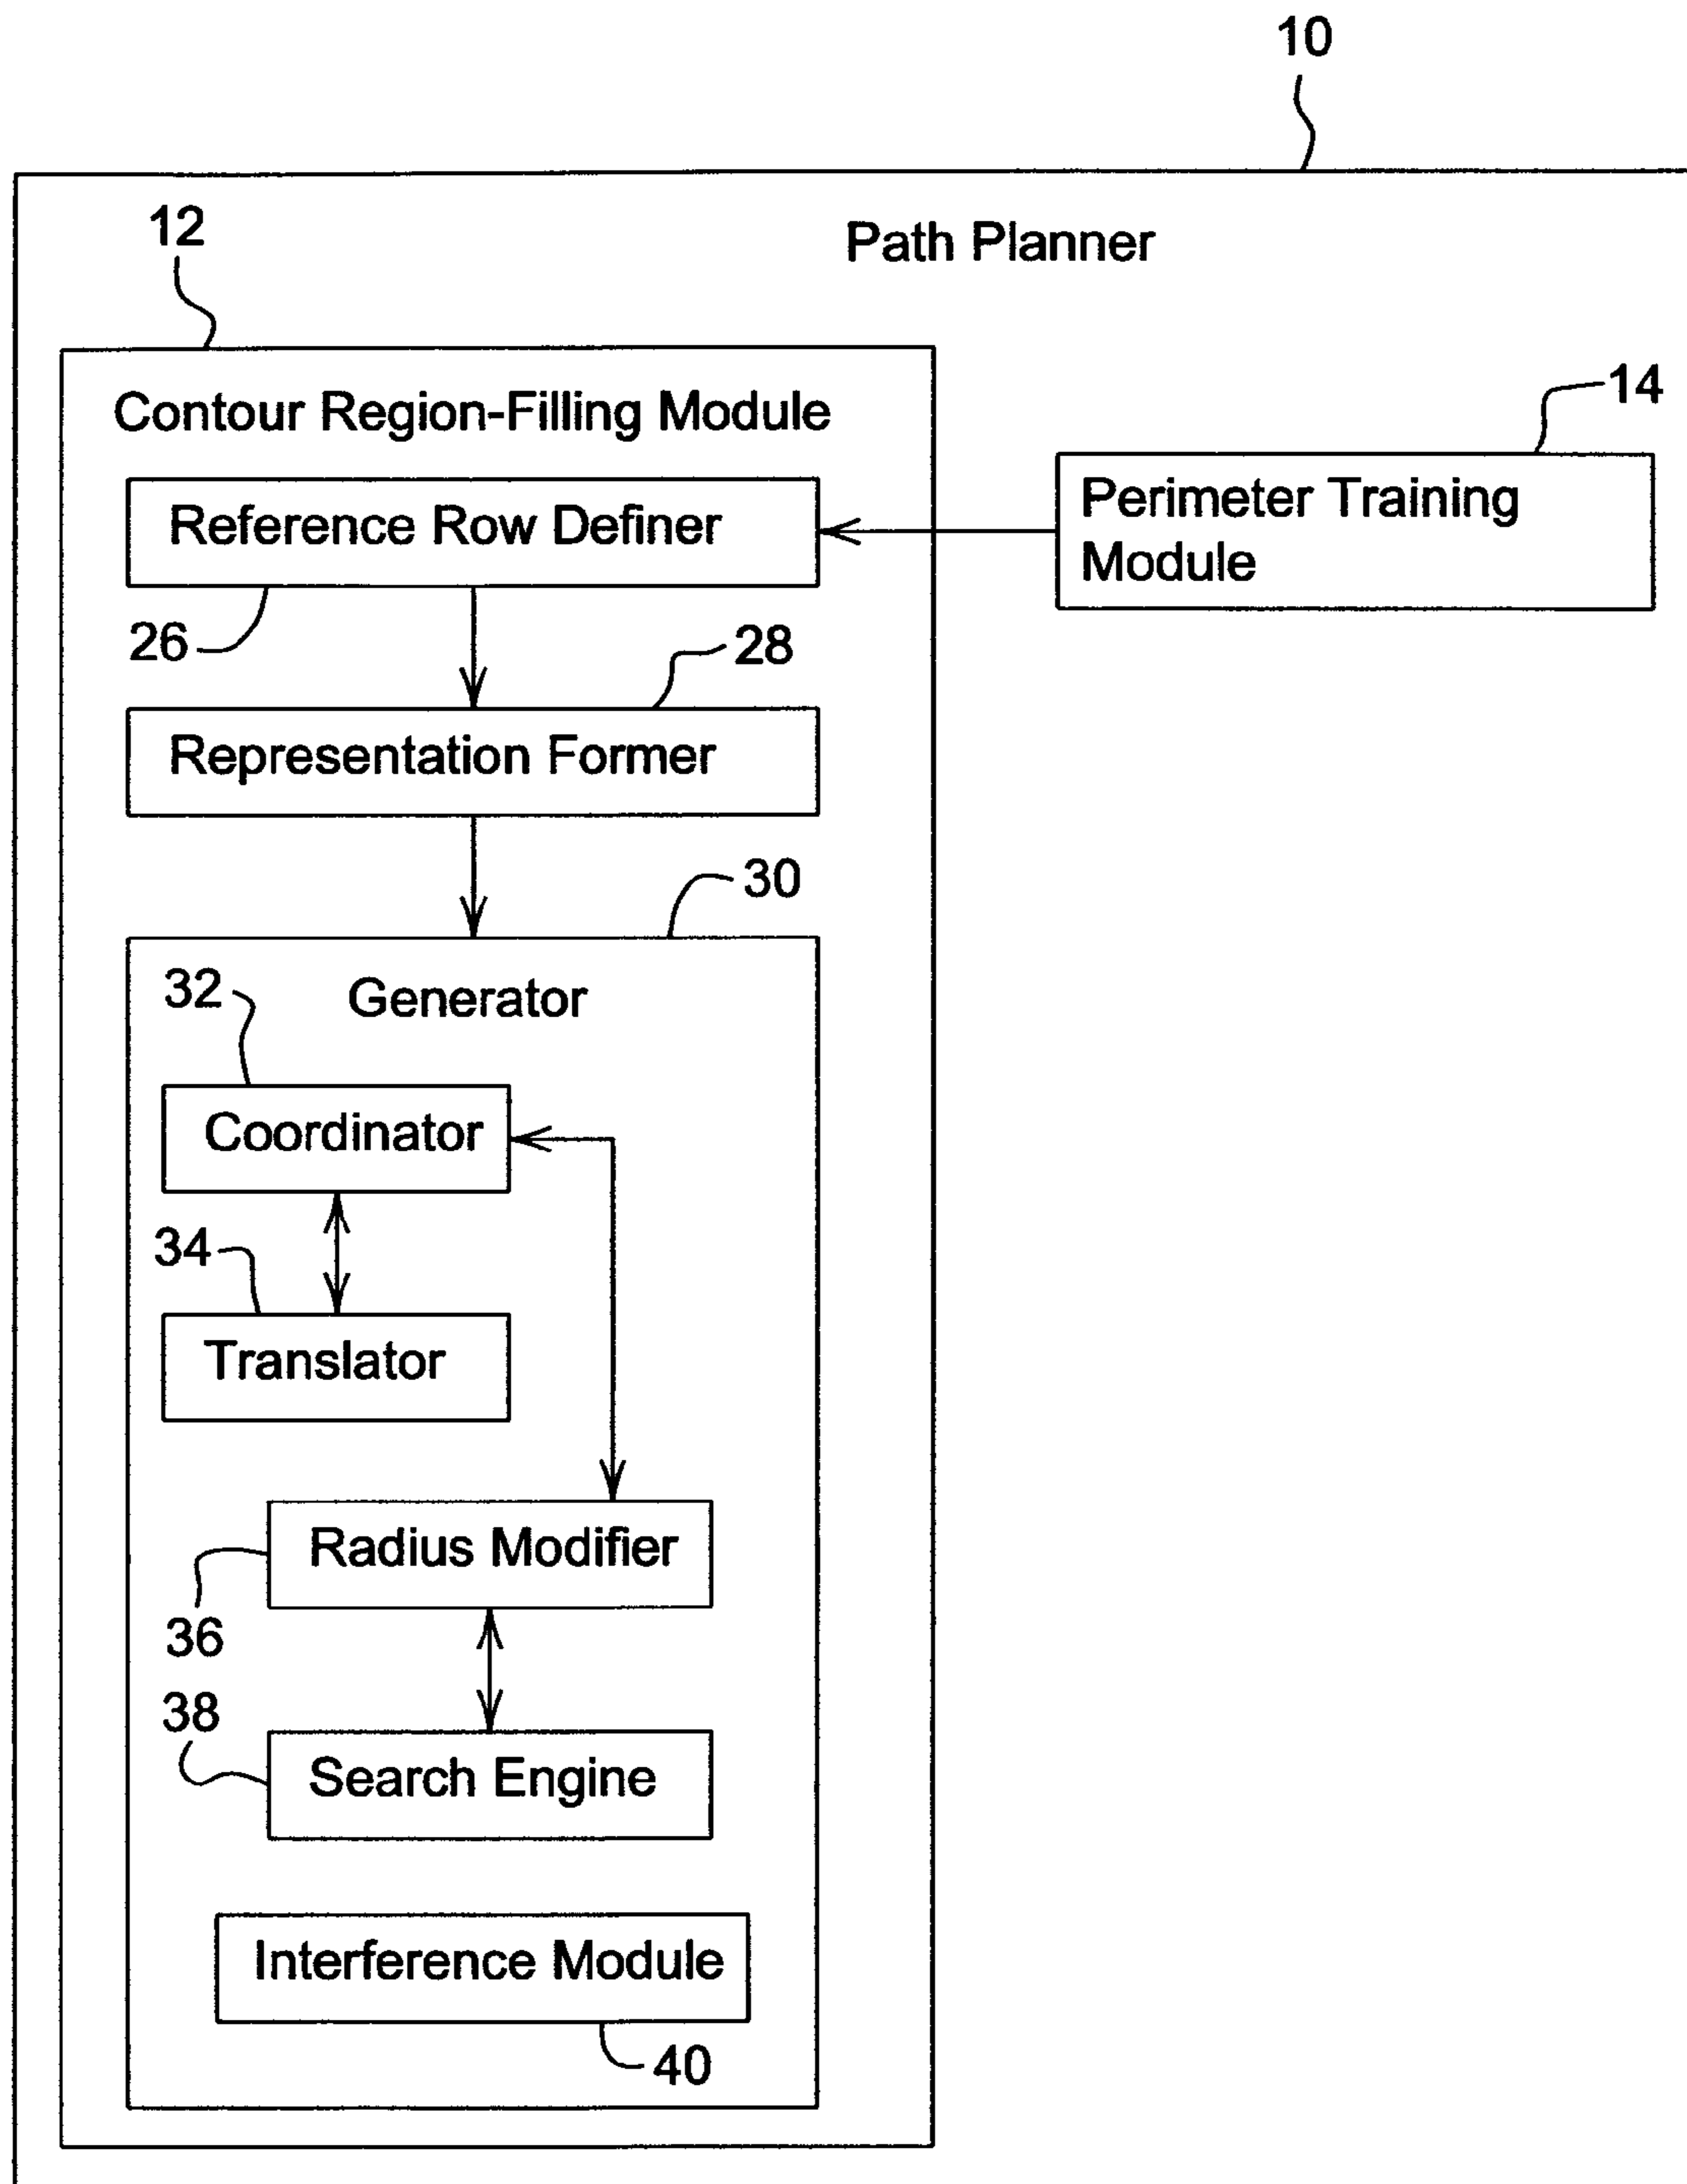 10
12
Path Planner
Contour Region-Filling Module
14
Reference Row Definer
Perimeter Training
Module
26
28
Representation Former
30
Generator
32
Coordinator
34
Translator
Radius Modifier
36
38
Search Engine
Interference Module
40